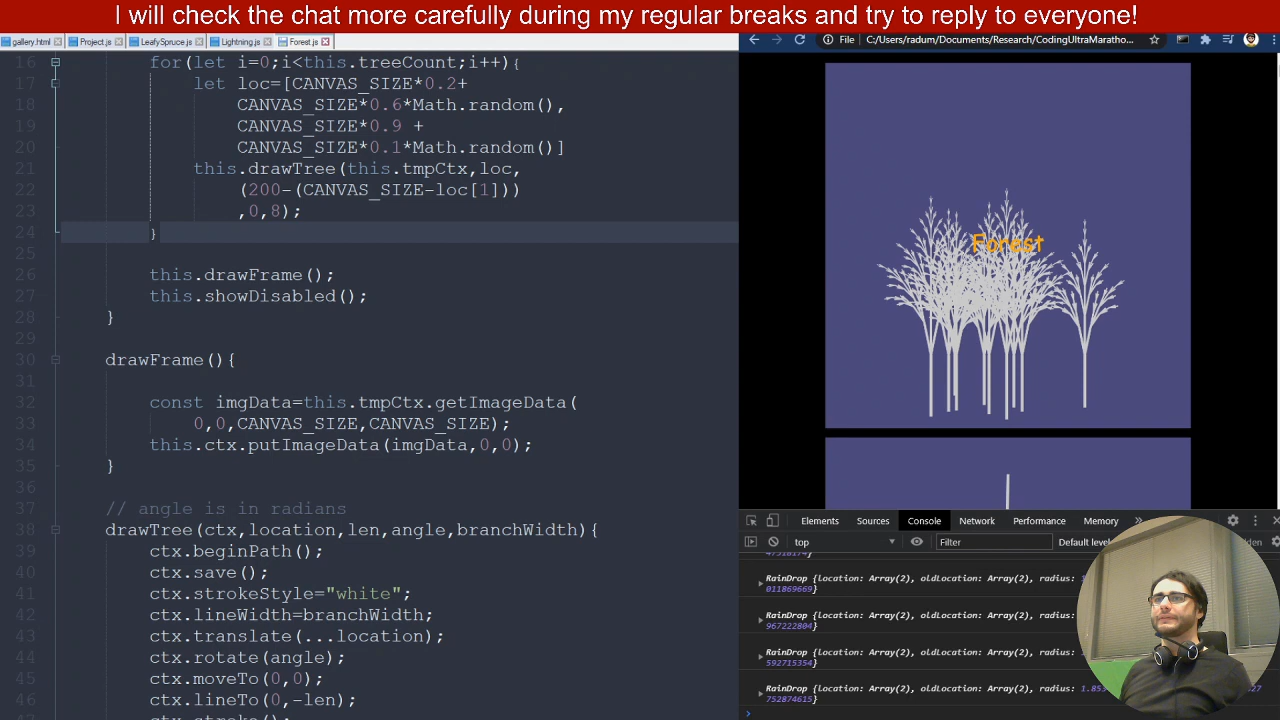 I will check the chat more carefully during my regular breaks and try to reply to everyone!
gallery.html Project.js LeafySpruce.js Lightning.js Forest.js
File C:/Users/radum/Documents/Research/CodingUltraMaratho...
16 for(let i=0;i<this.treeCount;i++){
17 let loc=[CANVAS_SIZE*0.2+
18 CANVAS_SIZE*0.6*Math.random(),
19 CANVAS_SIZE*0.9 +
20 CANVAS_SIZE*0.1*Math.random()]
21 this.drawTree(this.tmpCtx,loc,
22 (200-(CANVAS_SIZE-loc[1]))
23 ,0,8);
24 }
25
26 this.drawFrame();
27 this.showDisabled();
28 }
29
30 drawFrame(){
31
32 const imgData=this.tmpCtx.getImageData(
33 0,0,CANVAS_SIZE,CANVAS_SIZE);
34 this.ctx.putImageData(imgData,0,0);
35 }
36
37 // angle is in radians
38 drawTree(ctx,location,len,angle,branchWidth){
39 ctx.beginPath();
40 ctx.save();
41 ctx.strokeStyle="white";
42 ctx.lineWidth=branchWidth;
43 ctx.translate(...location);
44 ctx.rotate(angle);
45 ctx.moveTo(0,0);
46 ctx.lineTo(0,-len);
Forest
Elements Sources Console Network Performance Memory »
top Filter Default level
RainDrop {location: Array(2), oldLocation: Array(2), radius:
011869669}
RainDrop {location: Array(2), oldLocation: Array(2), radius:
967222804}
RainDrop {location: Array(2), oldLocation: Array(2), radius:
592715354}
RainDrop {location: Array(2), oldLocation: Array(2), radius:
752874615}